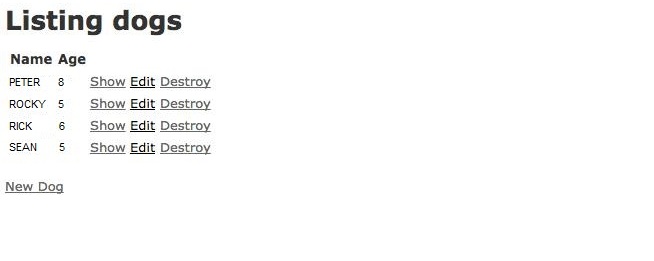 Listing dogs
Name Age
PETER 8 Show Edit Destroy
ROCKY 5 Show Edit Destroy
RICK 6 Show Edit Destroy
SEAN 5 Show Edit Destroy
New Dog